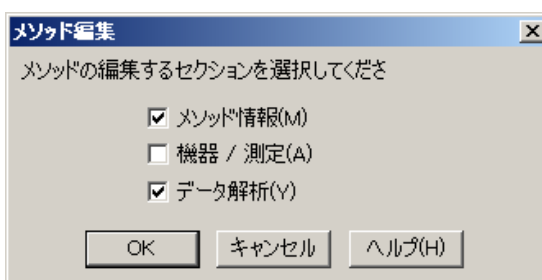 メソッド編集
メソッドの編集するセクションを選択してくださ
メソッド情報(M)
機器 / 測定(A)
データ解析(Y)
OK キャンセル ヘルプ(H)